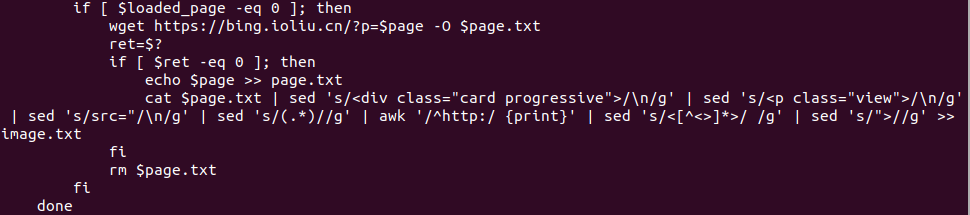 if [ $loaded_page -eq 0 ]; then
wget https://bing.ioliu.cn/?p=$page -O $page.txt
ret=$?
if [ $ret -eq 0 ]; then
echo $page >> page.txt
cat $page.txt | sed 's/<div class="card progressive">/\n/g' | sed 's/<p class="view">/\n/g'
| sed 's/src="/\n/g' | sed 's/(.*)//g' | awk '/^http:/ {print}' | sed 's/<[^<>]*>/ /g' | sed 's/">//g' >>
image.txt
fi
rm $page.txt
fi
done